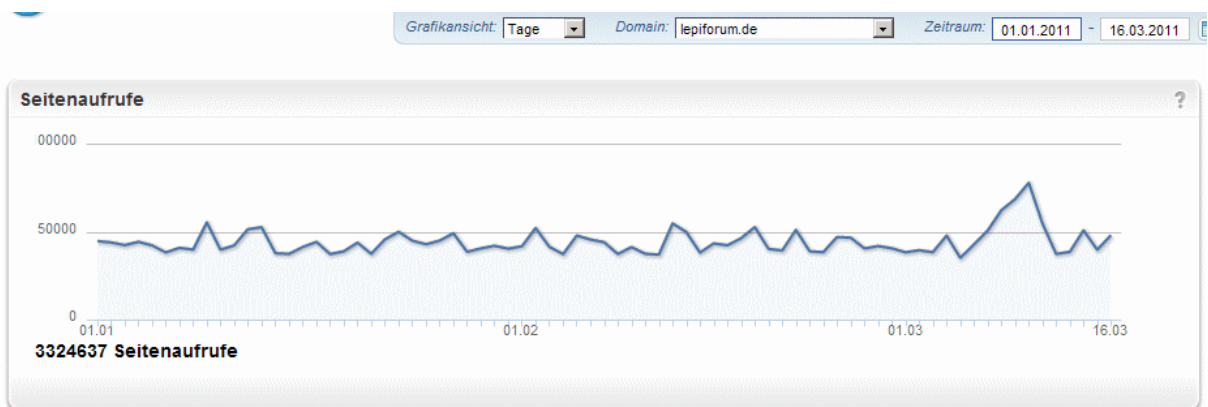 Grafikansicht: Tage Domain: lepiforum.de Zeitraum: 01.01.2011 - 16.03.2011
Seitenaufrufe ?
00000
50000
0
01.01 01.02 01.03 16.03
3324637 Seitenaufrufe